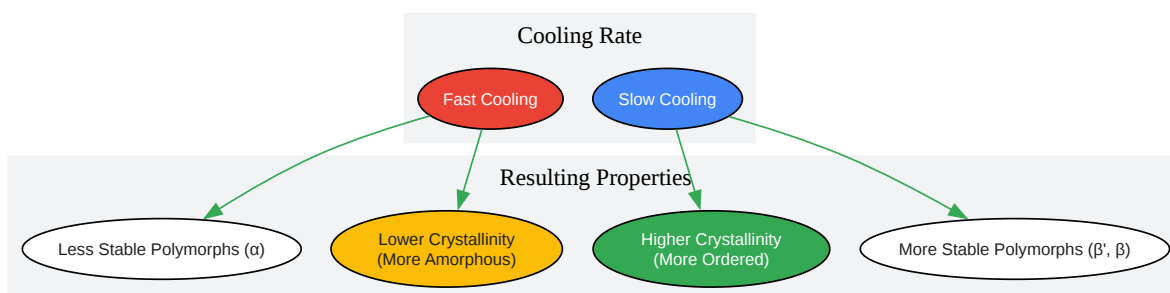 Cooling Rate
Fast Cooling
Slow Cooling
Resulting Properties
Less Stable Polymorphs (α)
Lower Crystallinity
(More Amorphous)
Higher Crystallinity
(More Ordered)
More Stable Polymorphs (β', β)